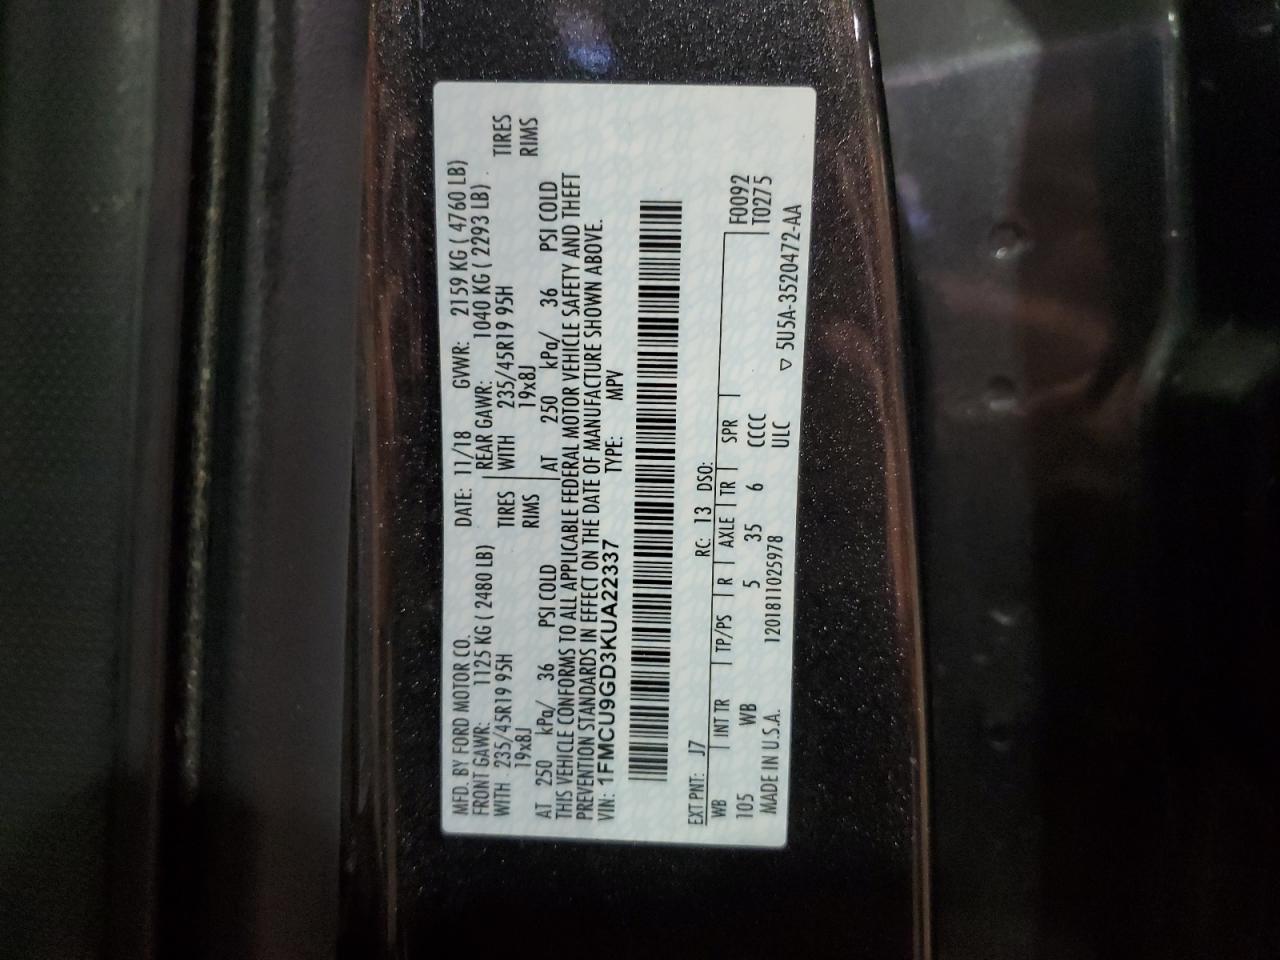 MFD. BY FORD MOTOR CO.
DATE: 11/18 GVWR: 2159 KG ( 4760 LB)
FRONT GAWR: 1125 KG ( 2480 LB)
REAR GAWR: 1040 KG ( 2293 LB)
WITH 235/45R19 95H TIRES
WITH 235/45R19 95H TIRES
19x8J RIMS
19x8J RIMS
AT 250 kPa/ 36 PSI COLD
AT 250 kPa/ 36 PSI COLD
THIS VEHICLE CONFORMS TO ALL APPLICABLE FEDERAL MOTOR VEHICLE SAFETY AND THEFT
PREVENTION STANDARDS IN EFFECT ON THE DATE OF MANUFACTURE SHOWN ABOVE.
VIN: 1FMCU9GD3KUA22337 TYPE: MPV
EXT PNT: J7 RC: 13 DSO:
WB INT TR TP/PS R AXLE TR SPR F0092
105 WB 5 35 6 CCCC T0275
MADE IN U.S.A. 1201811025978 ULC
▽ 5U5A-3520472-AA